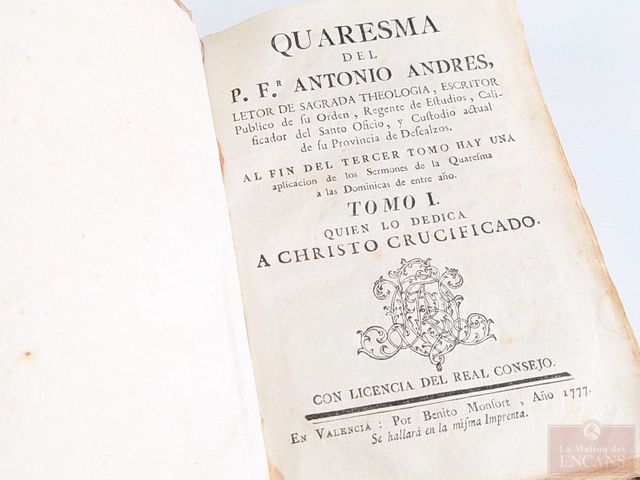 QUARESMA
DEL
P. F.R ANTONIO ANDRES,
LETOR DE SAGRADA THEOLOGIA, ESCRITOR
Publico de su Orden, Regente de Estudios, Cali-
ficador del Santo Oficio, y Custodio actual
de su Provincia de Descalzos.
AL FIN DEL TERCER TOMO HAY UNA
aplicacion de los Sermones de la Quaresma
a las Dominicas de entre año.
TOMO I.
QUIEN LO DEDICA
A CHRISTO CRUCIFICADO.
CON LICENCIA DEL REAL CONSEJO.
EN VALENCIA: Por Benito Monfort, Año 1777.
Se hallará en la misma Imprenta.
La Maison des
ENCANS